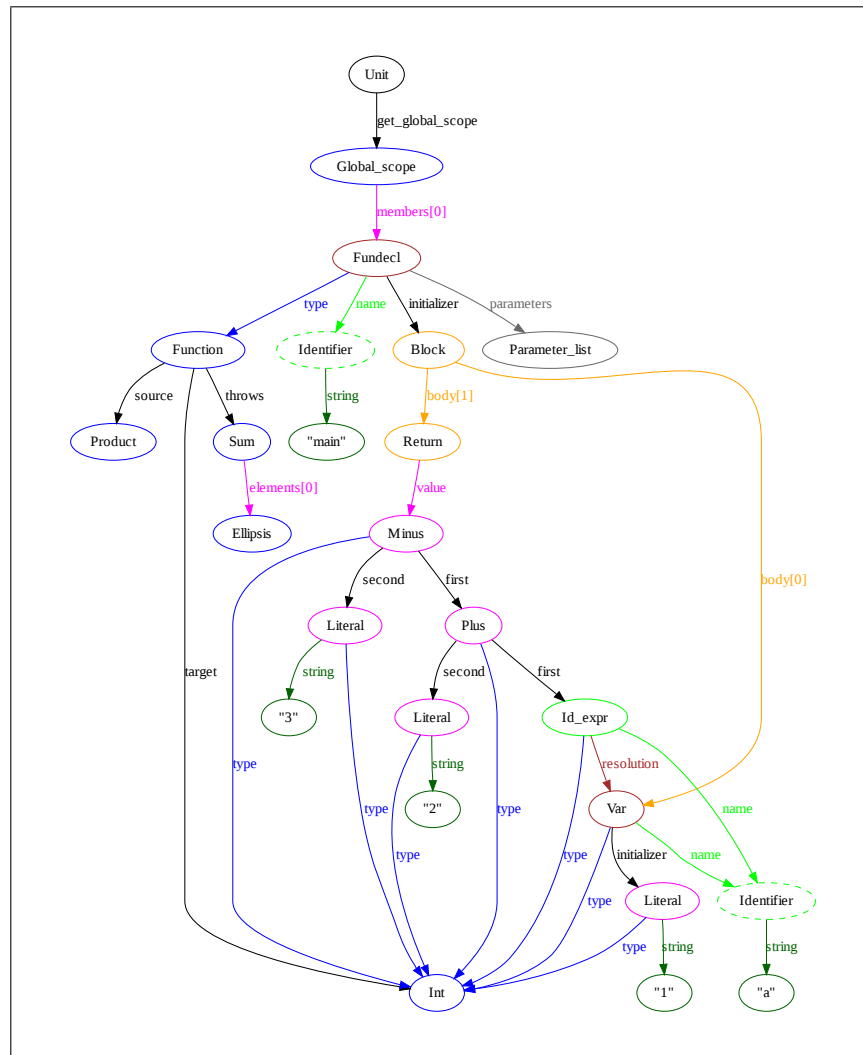 Unit
get_global_scope
Global_scope
members[0]
Fundecl
type
name
initializer
parameters
Function
Identifier
Block
Parameter_list
source
throws
string
body[1]
Product
Sum
"main"
Return
elements[0]
value
Ellipsis
Minus
second
first
body[0]
Literal
Plus
string
target
second
first
"3"
Literal
Id_expr
type
string
resolution
type
"2"
type
Var
name
type
type
initializer
name
type
Literal
Identifier
type
string
string
Int
"1"
"a"